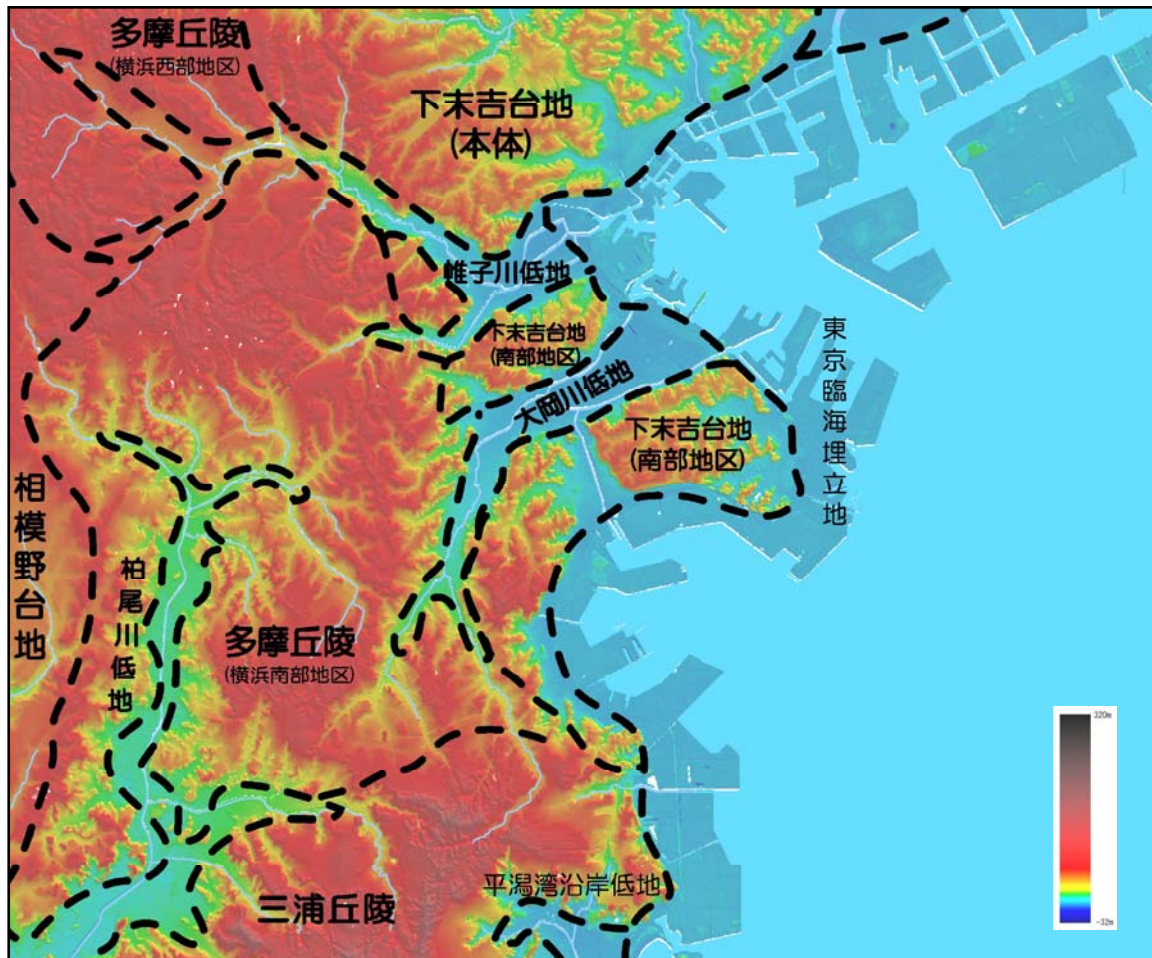 多摩丘陵
(横浜西部地区)
下末吉台地
(本体)
帷子川低地
下末吉台地
(南部地区)
大岡川低地
下末吉台地
(南部地区)
東京臨海埋立地
相模野台地
柏尾川低地
多摩丘陵
(横浜南部地区)
三浦丘陵
平潟湾沿岸低地
320m
-32m